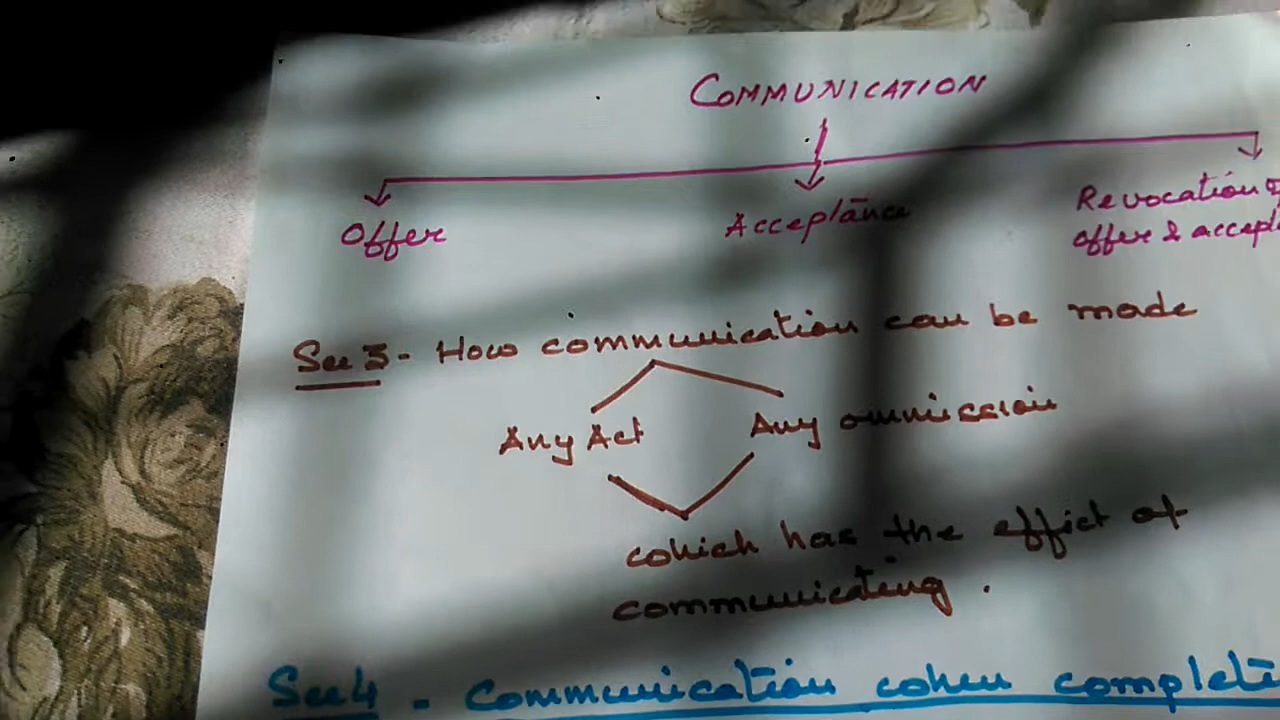 COMMUNICATION
Offer
Acceptance
Revocation of
offer & accept
Sec 3 - How communication can be made
Any Act
Any ommission
which has the effect of
communicating .
Sec 4 - Communication when complete